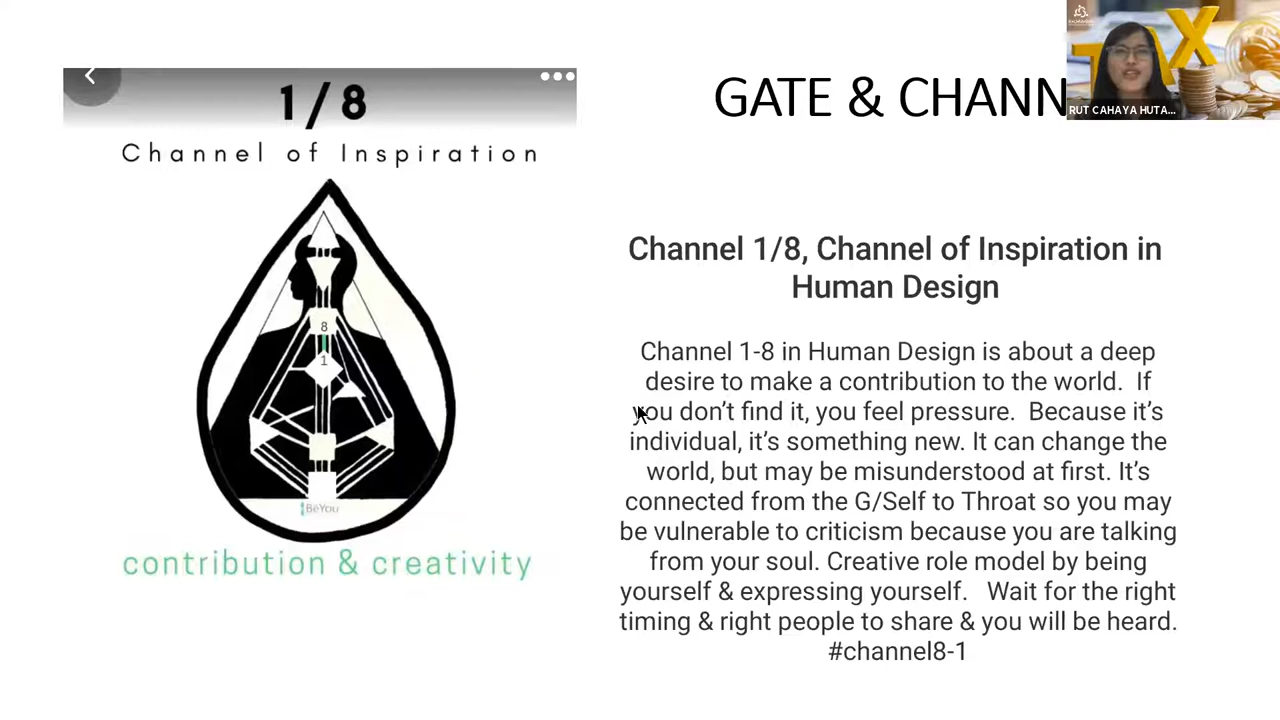 1/8
Channel of Inspiration
8
1
BeYou
contribution & creativity
GATE & CHANN
TAX
RUT CAHAYA HUTA...
Channel 1/8, Channel of Inspiration in
Human Design
Channel 1-8 in Human Design is about a deep
desire to make a contribution to the world.  If
you don’t find it, you feel pressure.  Because it’s
individual, it’s something new. It can change the
world, but may be misunderstood at first. It’s
connected from the G/Self to Throat so you may
be vulnerable to criticism because you are talking
from your soul. Creative role model by being
yourself & expressing yourself.   Wait for the right
timing & right people to share & you will be heard.
#channel8-1